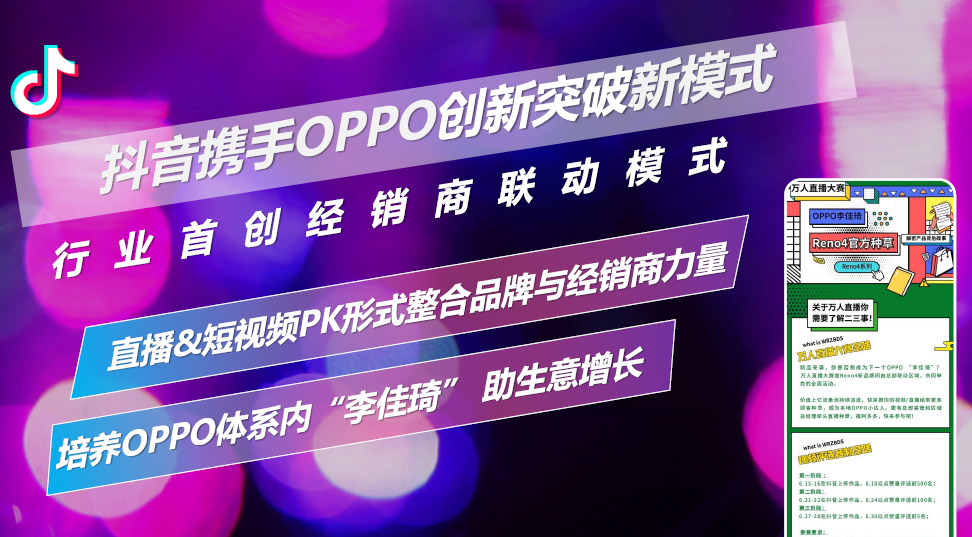 抖音携手OPPO创新突破新模式
行业首创经销商联动模式
直播&短视频PK形式整合品牌与经销商力量
培养OPPO体系内“李佳琦” 助生意增长
万人直播大赛
OPPO李佳琦
Reno4官方种草
解密产品背后故事
Reno4系列
关于万人直播你
需要了解二三事！
what is WRZBDS
what is WRZBDS
第一阶段：
6.15-16在抖音上传作品，6.18以点赞量评选前500名；
第二阶段：
6.21-22在抖音上传作品，6.24以点赞量评选前100名；
第三阶段：
6.27-28在抖音上传作品，6.30以点赞量评选前5名；
参赛要求：